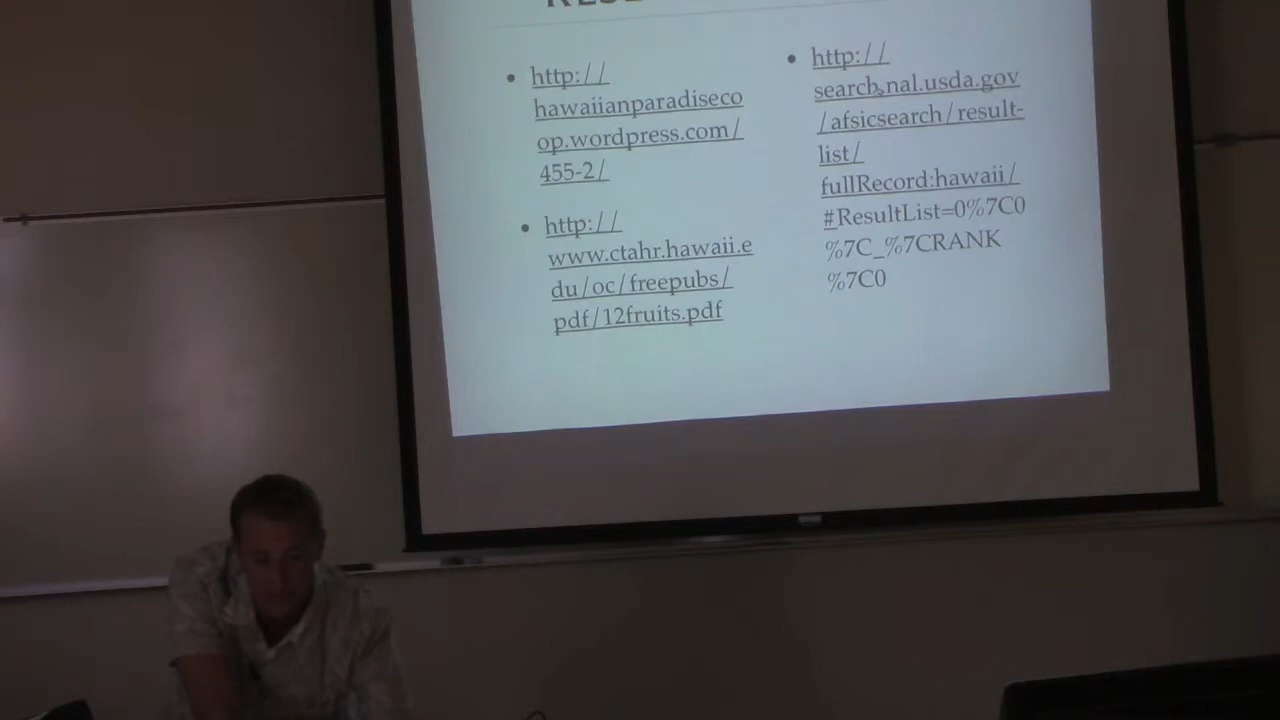 http://
hawaiianparadiseco
op.wordpress.com/
455-2/
http://
www.ctahr.hawaii.e
du/oc/freepubs/
pdf/12fruits.pdf
http://
search.nal.usda.gov
/afsicsearch/result-
list/
fullRecord:hawaii/
#ResultList=0%7C0
%7C_%7CRANK
%7C0